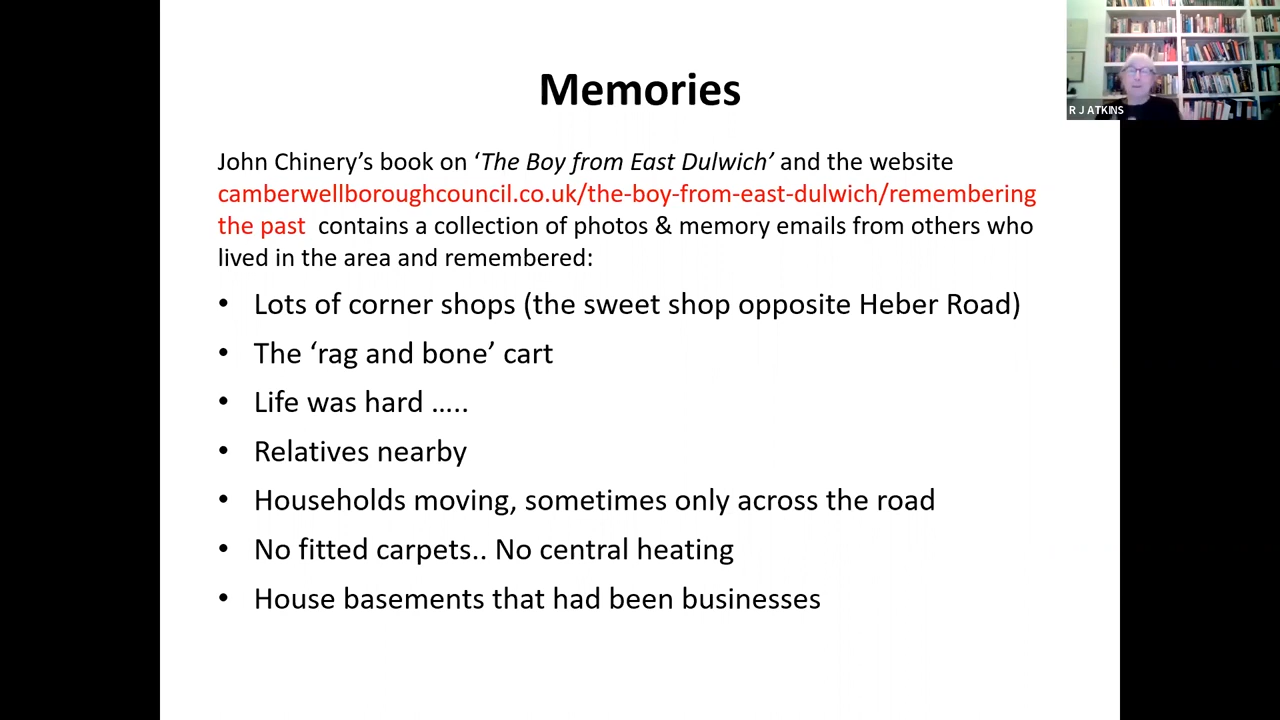 Memories
R J ATKINS
John Chinery’s book on ‘The Boy from East Dulwich’ and the website
camberwellboroughcouncil.co.uk/the-boy-from-east-dulwich/remembering
the past contains a collection of photos & memory emails from others who
lived in the area and remembered:
• Lots of corner shops (the sweet shop opposite Heber Road)
• The ‘rag and bone’ cart
• Life was hard …..
• Relatives nearby
• Households moving, sometimes only across the road
• No fitted carpets.. No central heating
• House basements that had been businesses